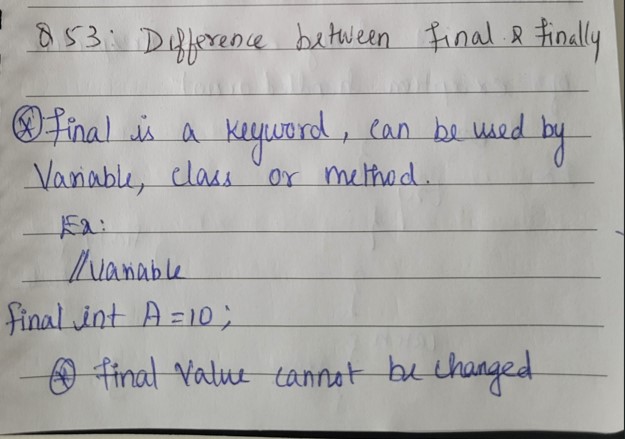 Q53: Difference between final & finally
⊛ final is a keyword, can be used by
Variable, class or method.
Ex:
//Variable
final int A = 10;
⊛ final value cannot be changed